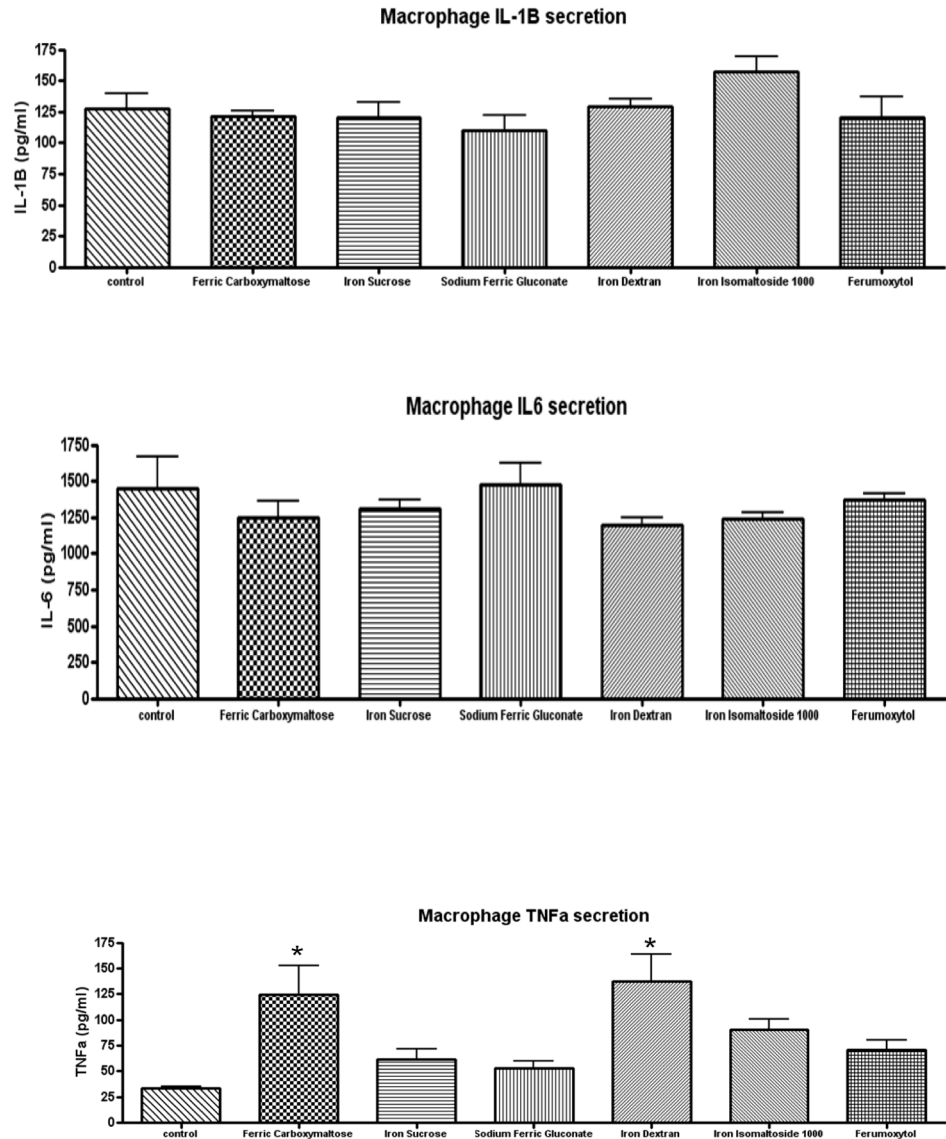 Macrophage IL-1B secretion
175
150
125
100
75
50
25
0
IL-1B (pg/ml)
control Ferric Carboxymaltose Iron Sucrose Sodium Ferric Gluconate Iron Dextran Iron Isomaltoside 1000 Ferumoxytol
Macrophage IL6 secretion
1750
1500
1250
1000
750
500
250
0
IL-6 (pg/ml)
control Ferric Carboxymaltose Iron Sucrose Sodium Ferric Gluconate Iron Dextran Iron Isomaltoside 1000 Ferumoxytol
Macrophage TNFa secretion
175
150
125
100
75
50
25
0
TNFa (pg/ml)
* *
control Ferric Carboxymaltose Iron Sucrose Sodium Ferric Gluconate Iron Dextran Iron Isomaltoside 1000 Ferumoxytol